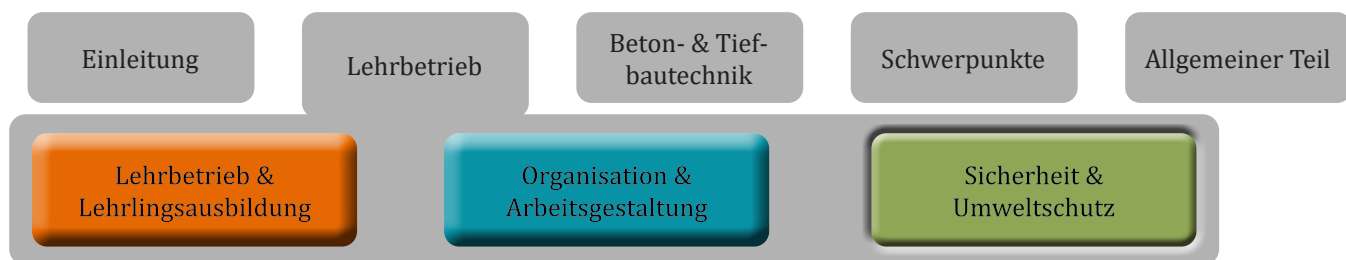 Einleitung
Lehrbetrieb
Beton- & Tief-
bautechnik
Schwerpunkte
Allgemeiner Teil
Lehrbetrieb &
Lehrlingsausbildung
Organisation &
Arbeitsgestaltung
Sicherheit &
Umweltschutz